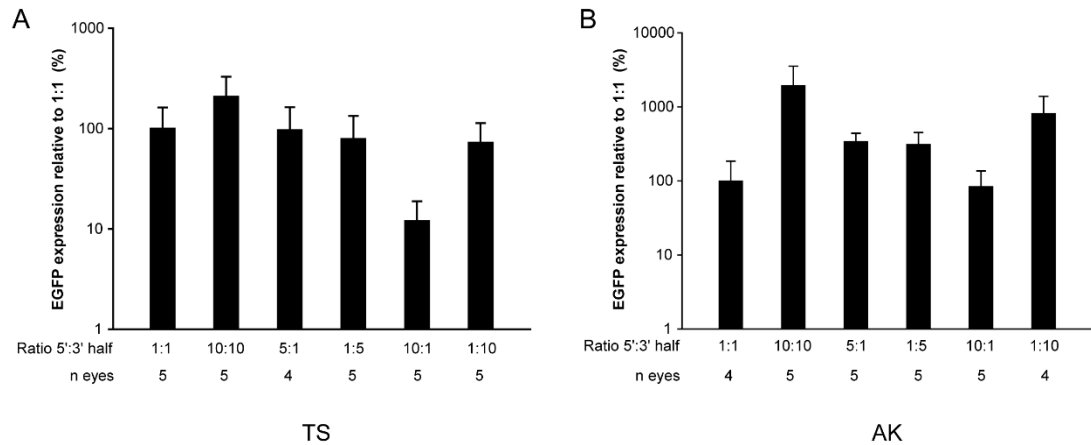 A
EGFP expression relative to 1:1 (%)
1000
100
10
1
Ratio 5':3' half 1:1 10:10 5:1 1:5 10:1 1:10
n eyes 5 5 4 5 5 5
TS
B
EGFP expression relative to 1:1 (%)
10000
1000
100
10
1
Ratio 5':3' half 1:1 10:10 5:1 1:5 10:1 1:10
n eyes 4 5 5 5 5 4
AK